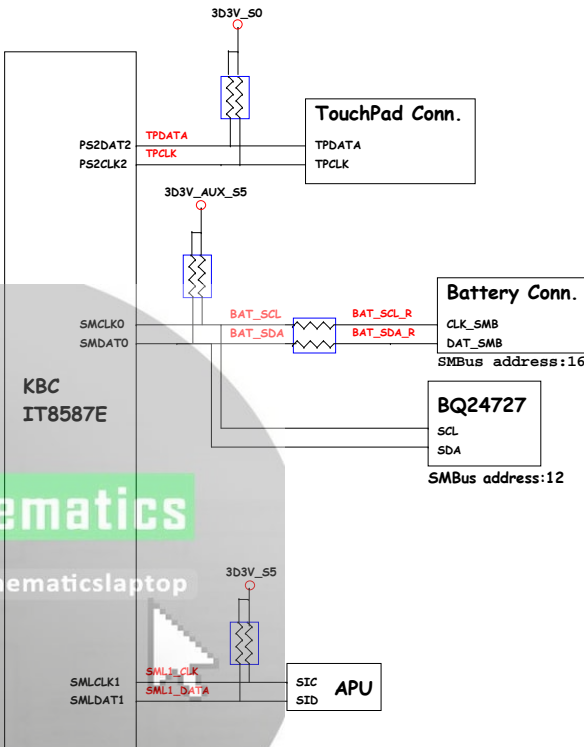 3D3V_S0
TouchPad Conn.
PS2DAT2 TPDATA TPDATA
PS2CLK2 TPCLK TPCLK
3D3V_AUX_S5
Battery Conn.
SMCLK0 BAT_SCL BAT_SCL_R CLK_SMB
SMDAT0 BAT_SDA BAT_SDA_R DAT_SMB
SMBus address:16
KBC
IT8587E
BQ24727
SCL
SDA
SMBus address:12
ematics
hematicslaptop
3D3V_S5
SMLCLK1 SML1_CLK SIC
SMLDAT1 SML1_DATA SID
APU